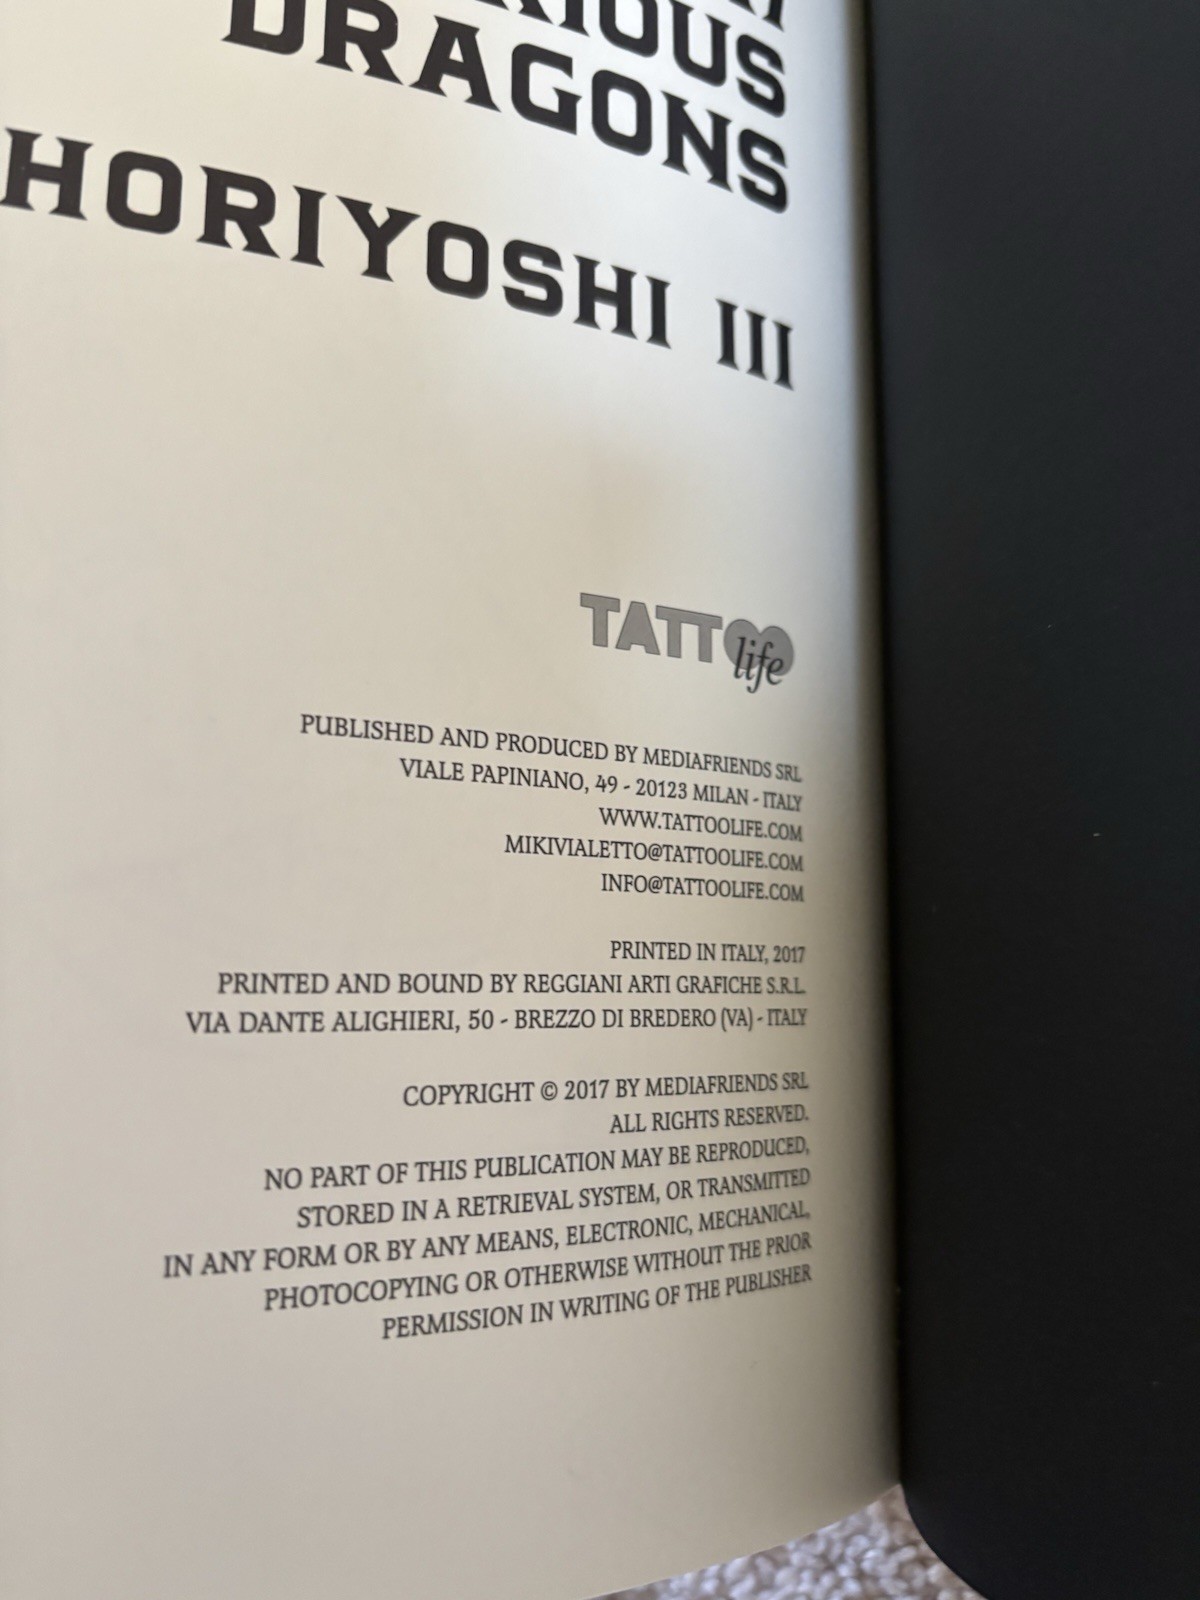 DRAGONS
HORIYOSHI III
TATTOO life
PUBLISHED AND PRODUCED BY MEDIAFRIENDS SRL
VIALE PAPINIANO, 49 - 20123 MILAN - ITALY
WWW.TATTOOLIFE.COM
MIKIVIALETTO@TATTOOLIFE.COM
INFO@TATTOOLIFE.COM
PRINTED IN ITALY, 2017
PRINTED AND BOUND BY REGGIANI ARTI GRAFICHE S.R.L.
VIA DANTE ALIGHIERI, 50 - BREZZO DI BREDERO (VA) - ITALY
COPYRIGHT © 2017 BY MEDIAFRIENDS SRL
ALL RIGHTS RESERVED.
NO PART OF THIS PUBLICATION MAY BE REPRODUCED,
STORED IN A RETRIEVAL SYSTEM, OR TRANSMITTED
IN ANY FORM OR BY ANY MEANS, ELECTRONIC, MECHANICAL,
PHOTOCOPYING OR OTHERWISE WITHOUT THE PRIOR
PERMISSION IN WRITING OF THE PUBLISHER